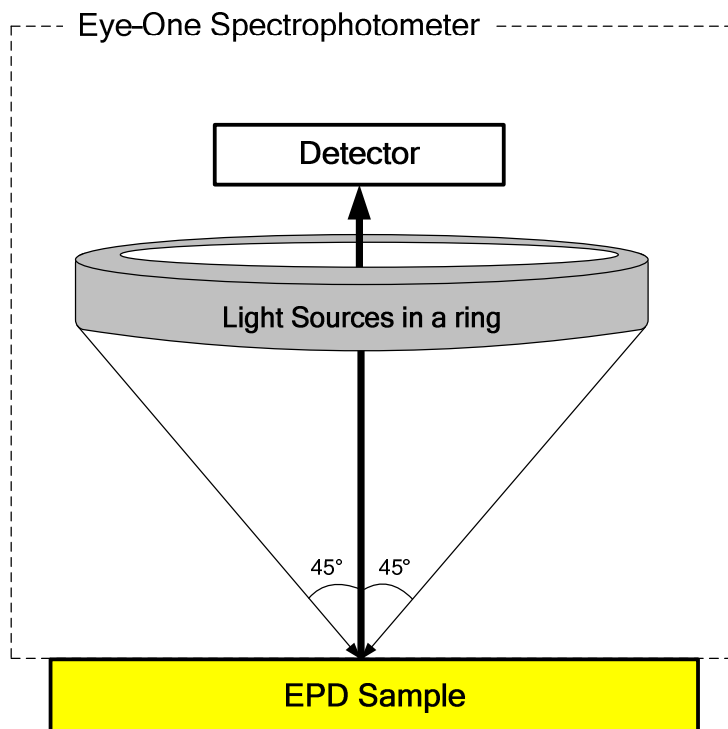 Eye-One Spectrophotometer
Detector
Light Sources in a ring
45° 45°
EPD Sample